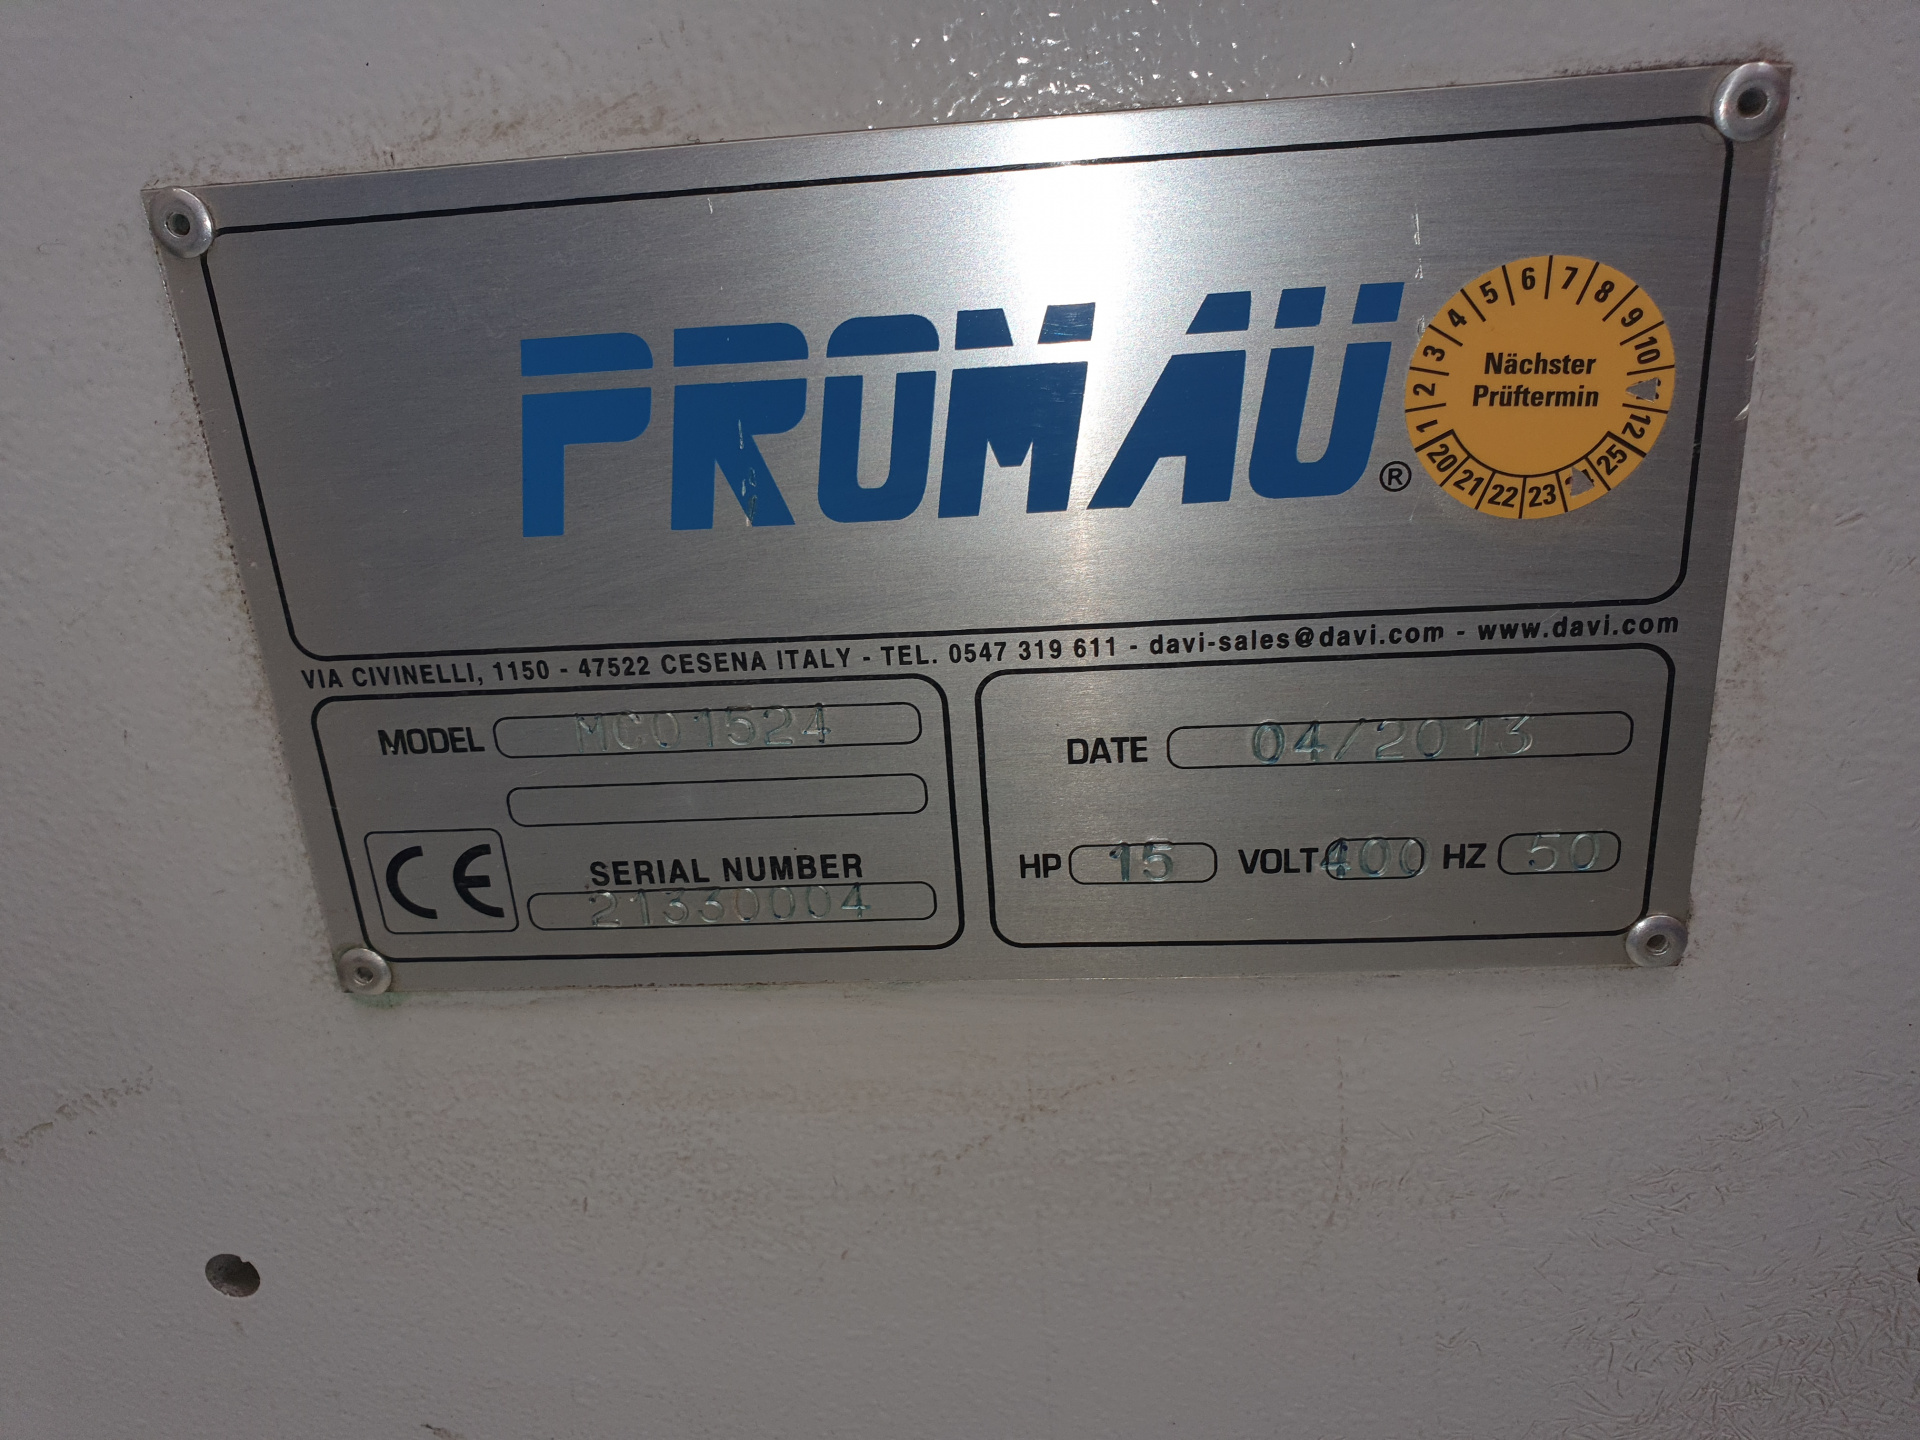 PROMAU®
Nächster
Prüftermin
1 2 3 4 5 6 7 8 9 10 12
20 21 22 23 25
VIA CIVINELLI, 1150 - 47522 CESENA ITALY - TEL. 0547 319 611 - davi-sales@davi.com - www.davi.com
MODEL MCO1524
CE
SERIAL NUMBER
21330004
DATE 04/2013
HP 15 VOLT 400 HZ 50